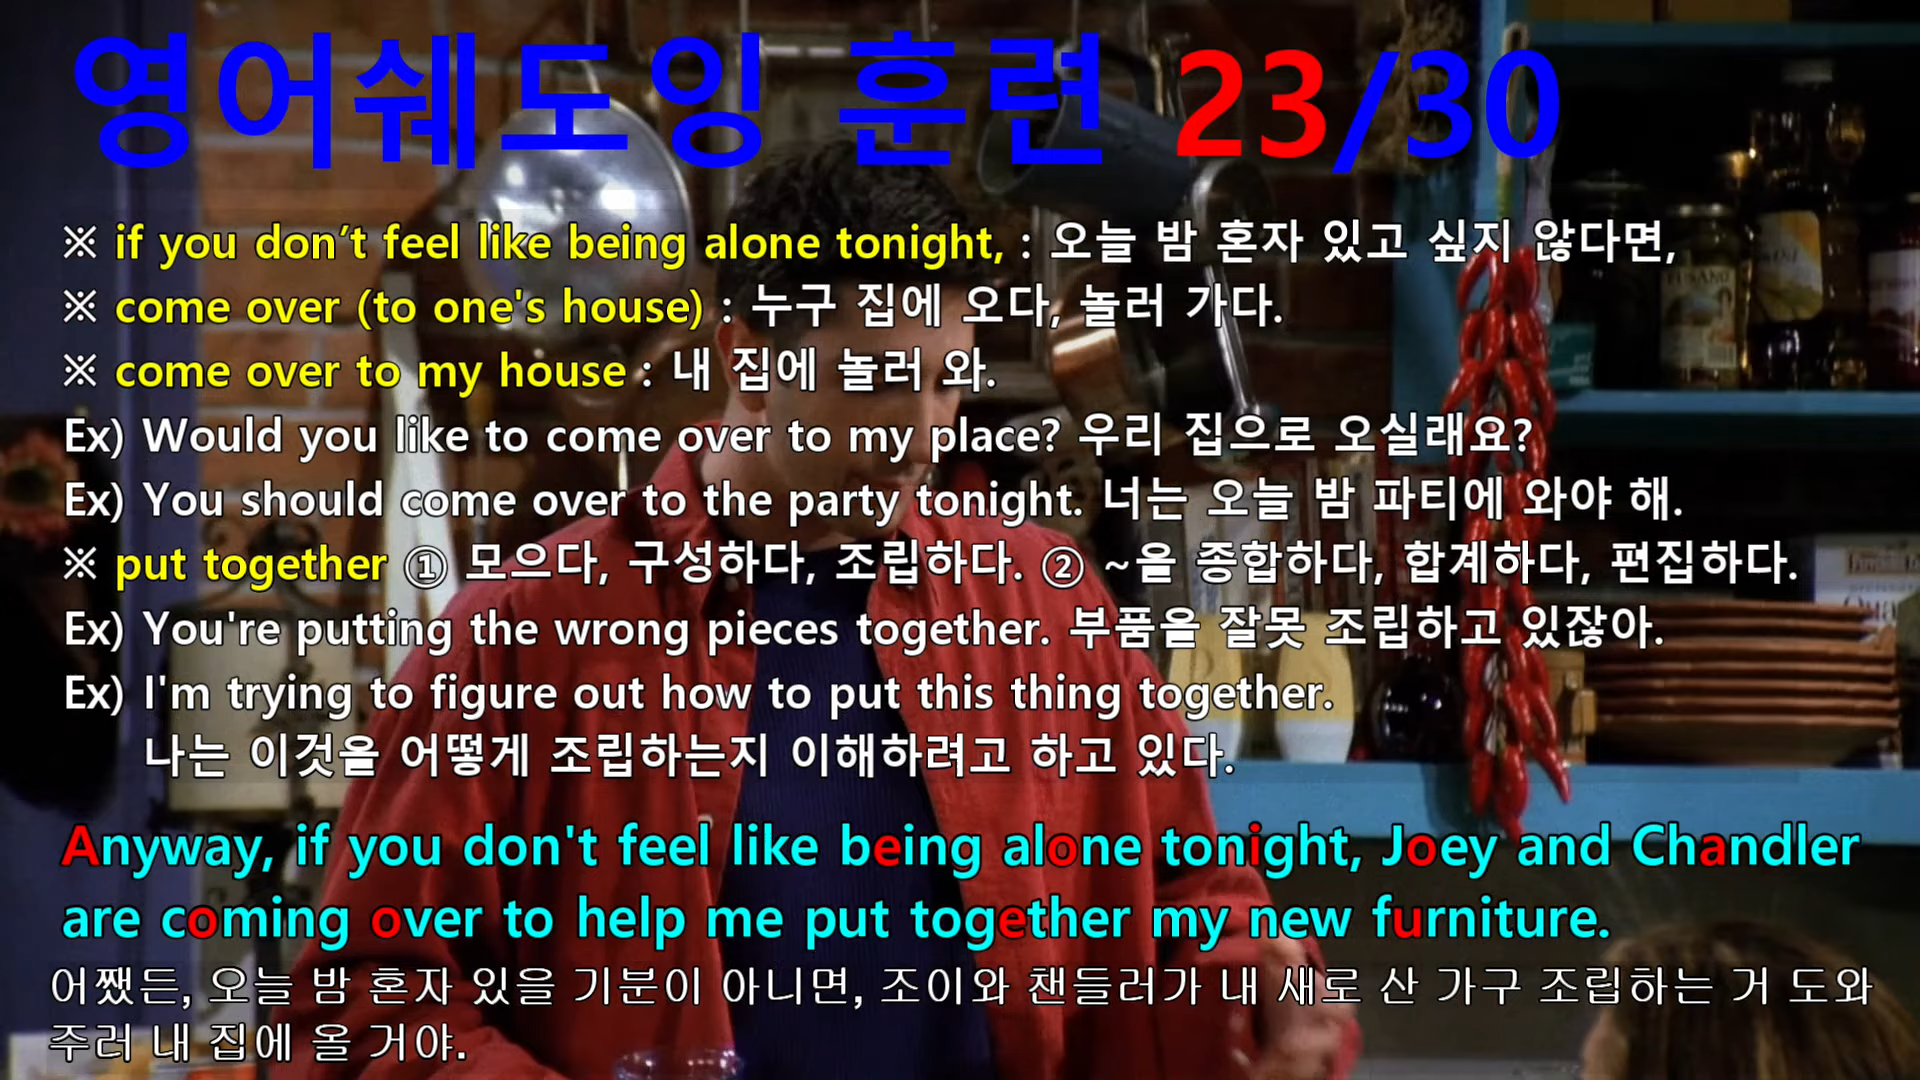 영어쉐도잉 훈련 23/30
※ if you don’t feel like being alone tonight, : 오늘 밤 혼자 있고 싶지 않다면,
※ come over (to one's house) : 누구 집에 오다, 놀러 가다.
※ come over to my house : 내 집에 놀러 와.
Ex) Would you like to come over to my place? 우리 집으로 오실래요?
Ex) You should come over to the party tonight. 너는 오늘 밤 파티에 와야 해.
※ put together ① 모으다, 구성하다, 조립하다. ② ~을 종합하다, 합계하다, 편집하다.
Ex) You're putting the wrong pieces together. 부품을 잘못 조립하고 있잖아.
Ex) I'm trying to figure out how to put this thing together.
나는 이것을 어떻게 조립하는지 이해하려고 하고 있다.
Anyway, if you don't feel like being alone tonight, Joey and Chandler
are coming over to help me put together my new furniture.
어쨌든, 오늘 밤 혼자 있을 기분이 아니면, 조이와 챈들러가 내 새로 산 가구 조립하는 거 도와
주러 내 집에 올 거야.